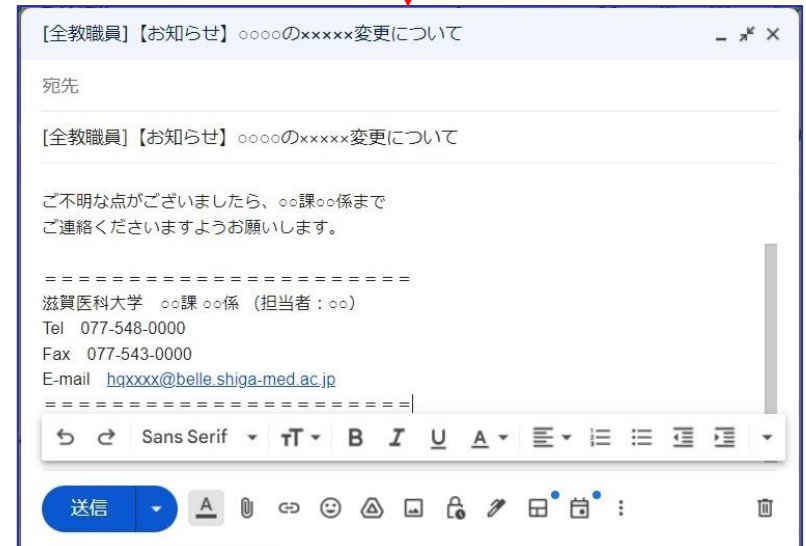 [全教職員]【お知らせ】○○○○の×××××変更について
宛先
[全教職員]【お知らせ】○○○○の×××××変更について
ご不明な点がございましたら、○○課○○係まで
ご連絡くださいますようお願いします。
＝＝＝＝＝＝＝＝＝＝＝＝＝＝＝＝＝＝＝＝＝＝
滋賀医科大学　○○課 ○○係 （担当者：○○）
Tel　077-548-0000
Fax　077-543-0000
E-mail　hqxxxx@belle.shiga-med.ac.jp
＝＝＝＝＝＝＝＝＝＝＝＝＝＝＝＝＝＝＝＝＝＝
Sans Serif TT B I U A
送信 A